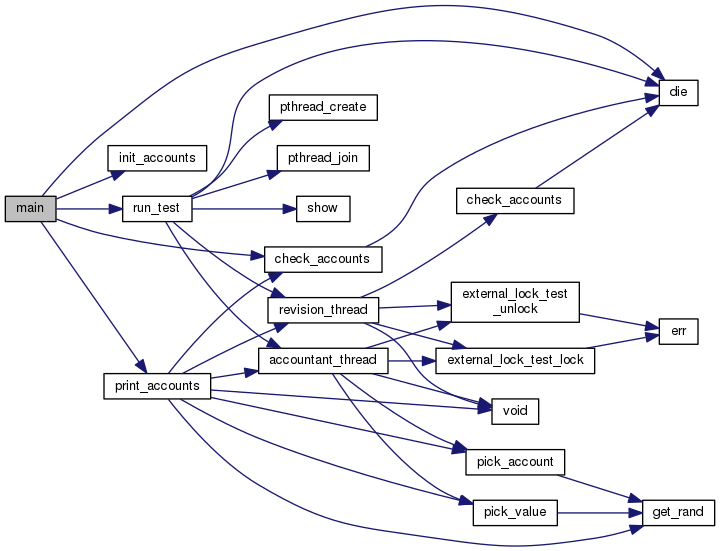 die
pthread_create
init_accounts
pthread_join
check_accounts
main
run_test
show
check_accounts
external_lock_test
_unlock
revision_thread
err
accountant_thread
external_lock_test_lock
print_accounts
void
pick_account
pick_value
get_rand